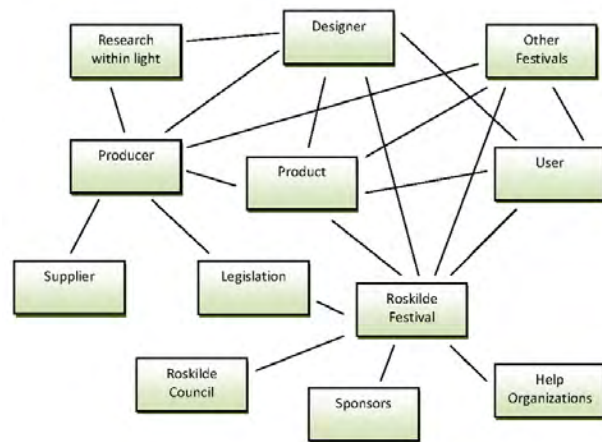 Research
within light
Designer
Other
Festivals
Producer
Product
User
Supplier
Legislation
Roskilde
Festival
Roskilde
Council
Sponsors
Help
Organizations